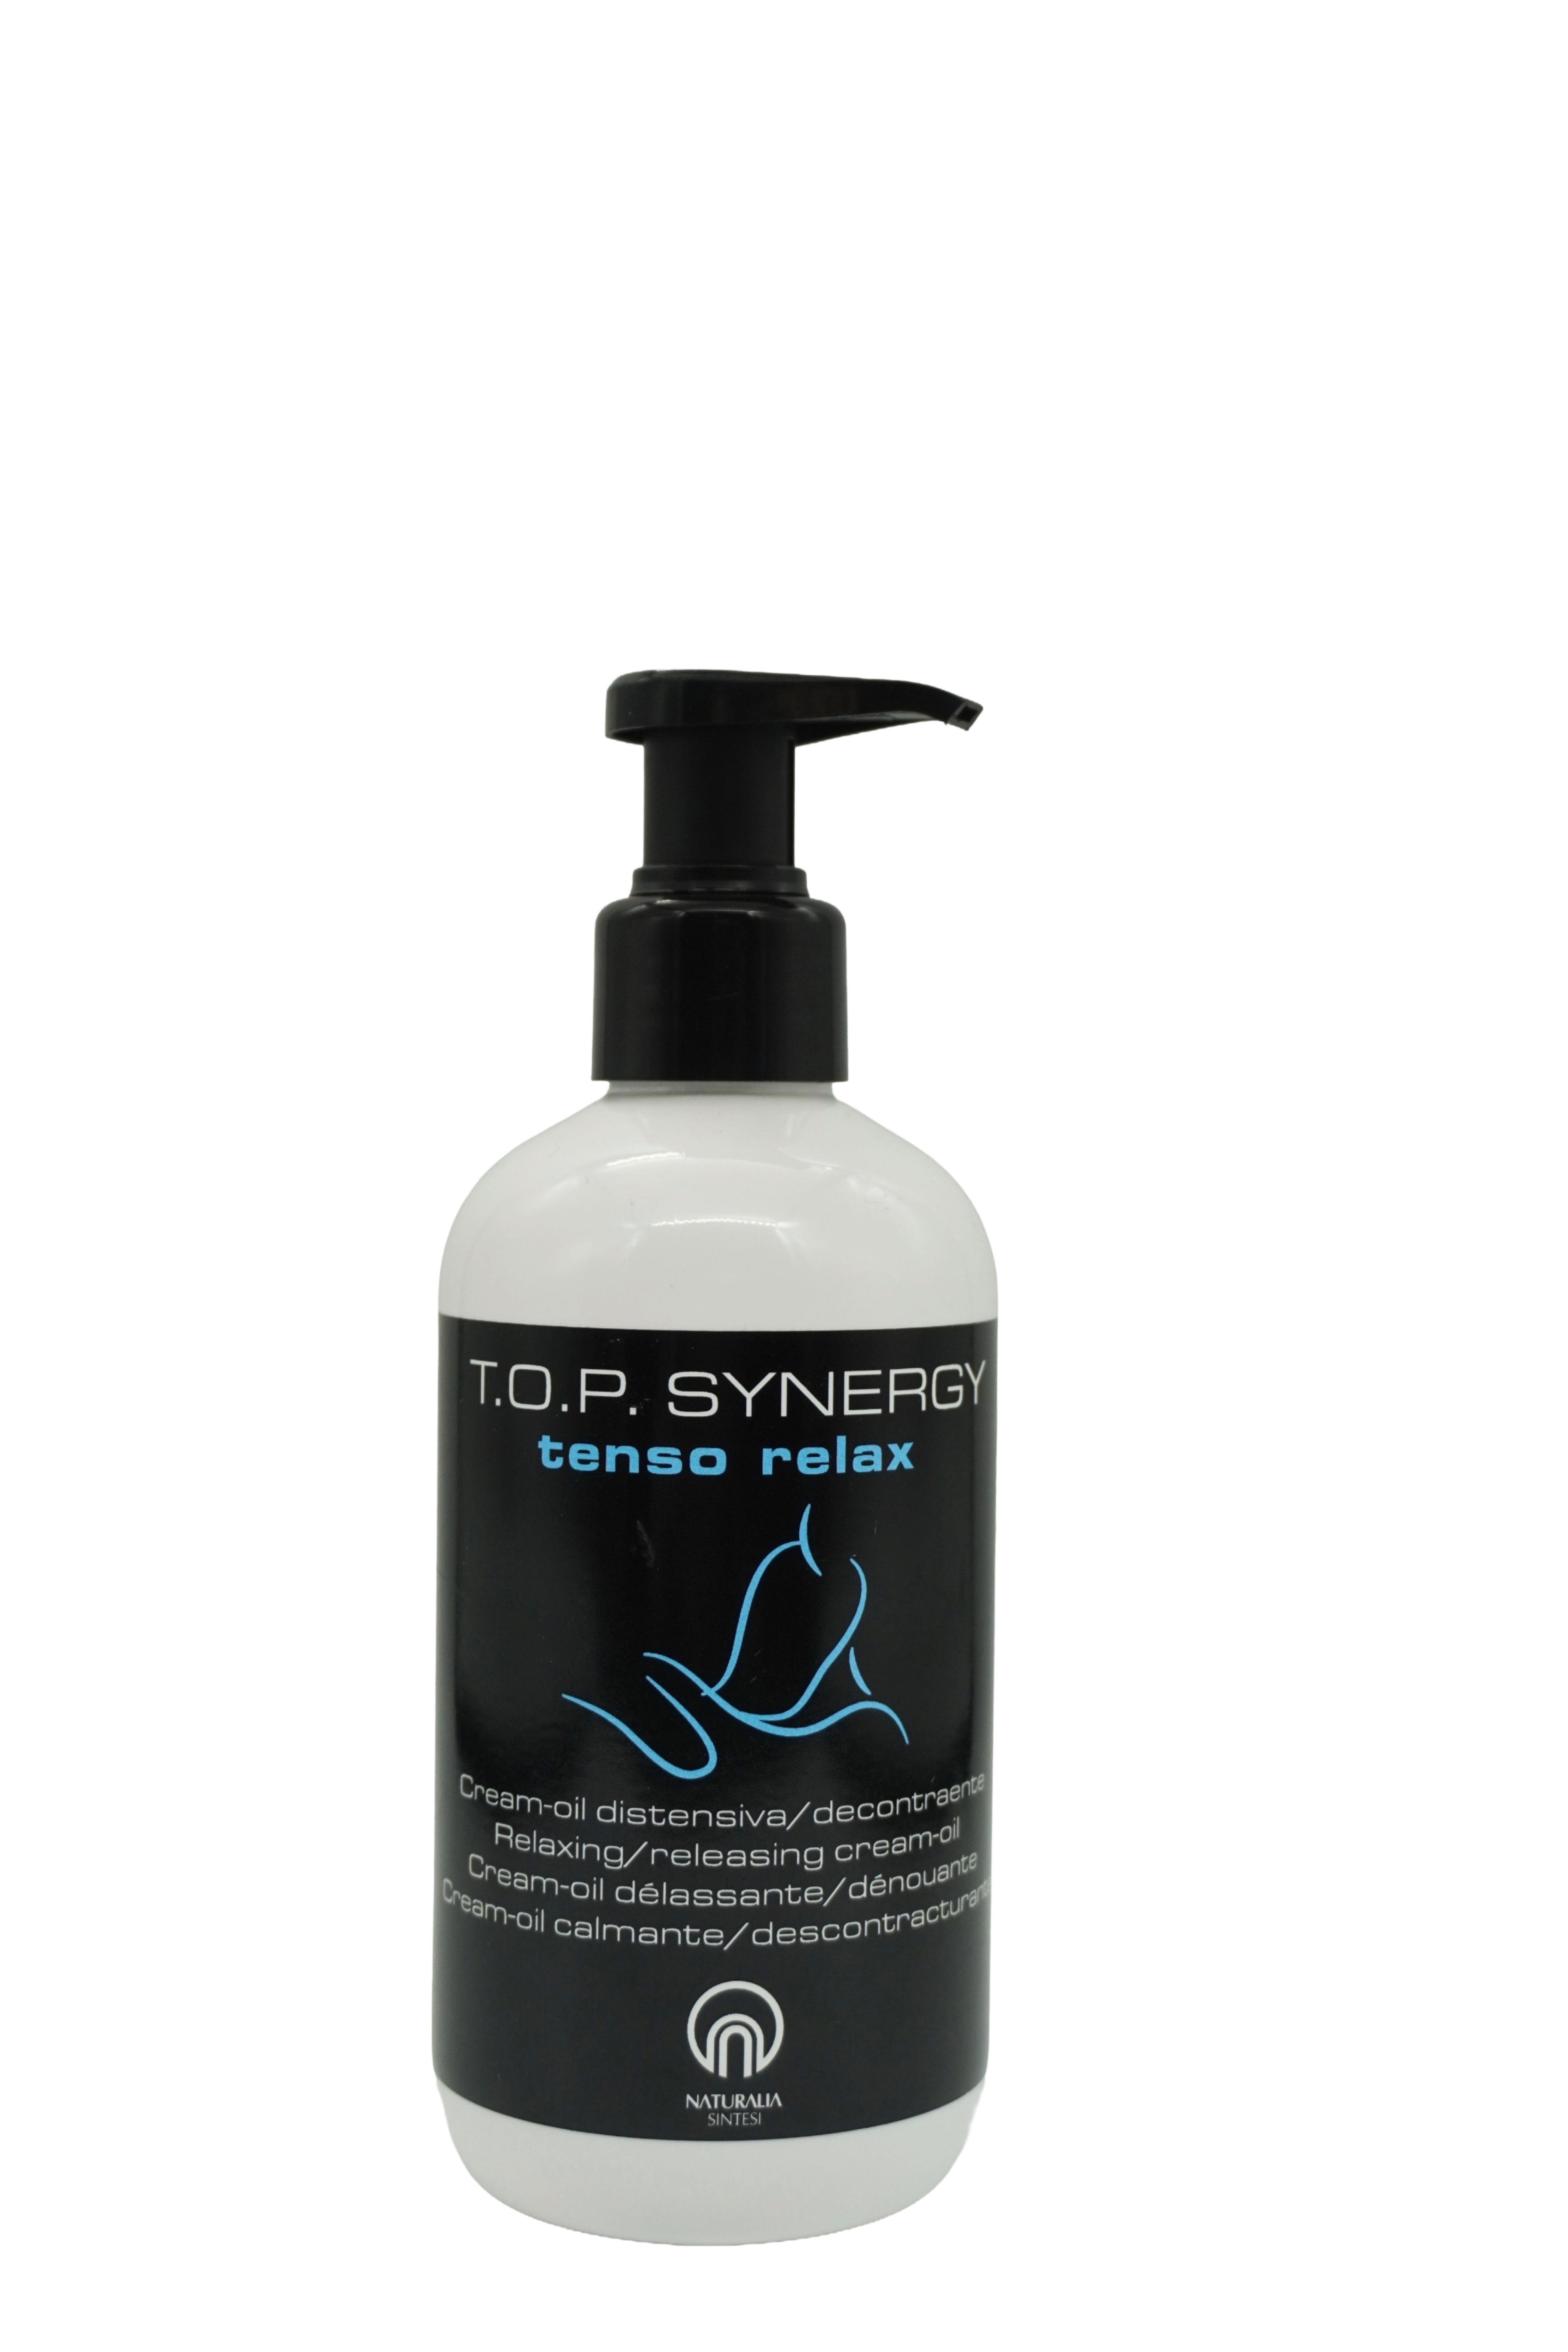 T.O.P. SYNERGY
tenso relax
Cream-oil distensiva/decontraente
Relaxing/releasing cream-oil
Cream-oil délassante/dénouante
Cream-oil calmante/descontracturante
NATURALIA
SINTESI